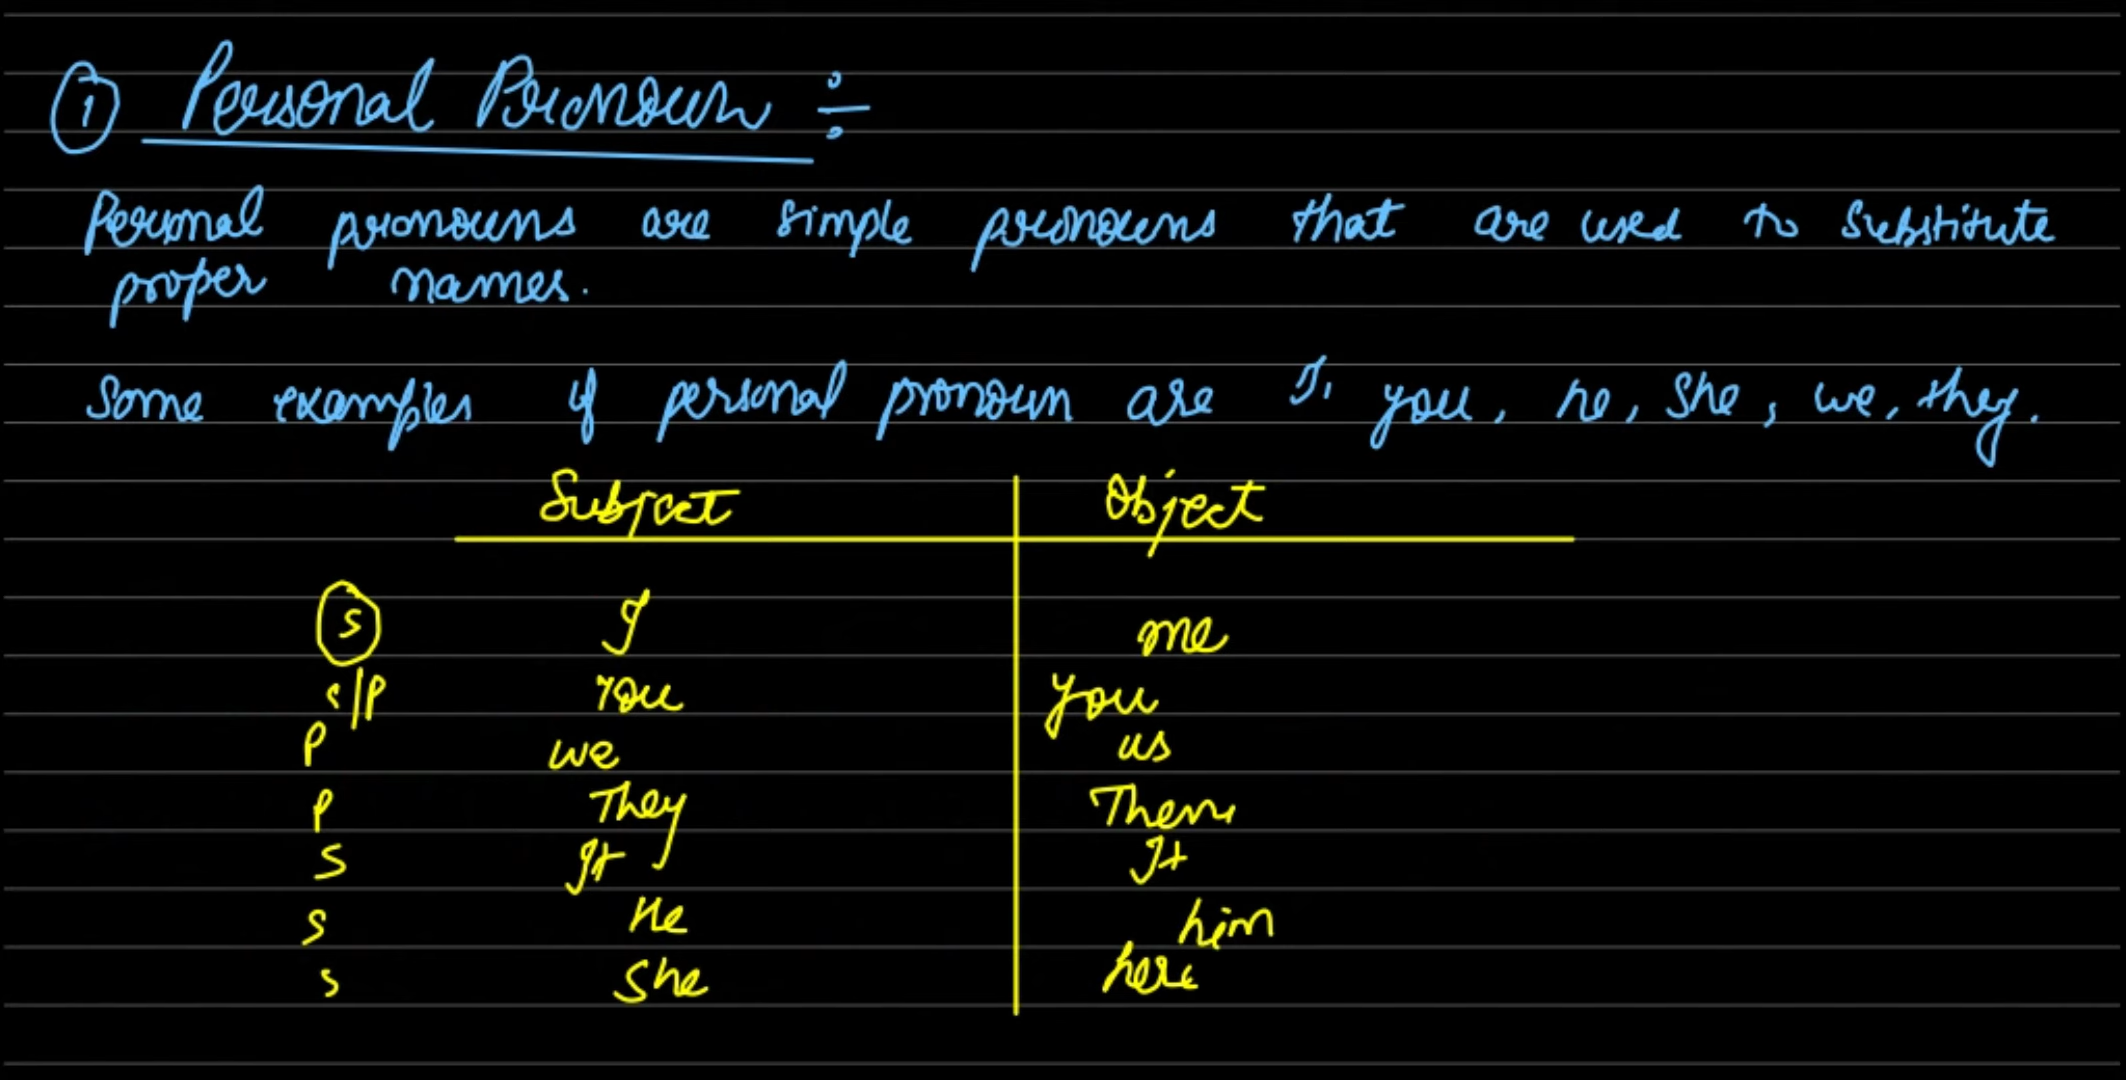 ① Personal Pronoun :-
Personal pronouns are simple pronouns that are used to substitute
proper names.
Some examples of personal pronoun are I, you, he, she, we, they.
Subject Object
S I me
S/P You you
P we us
P They Them
S It It
S He him
S She her